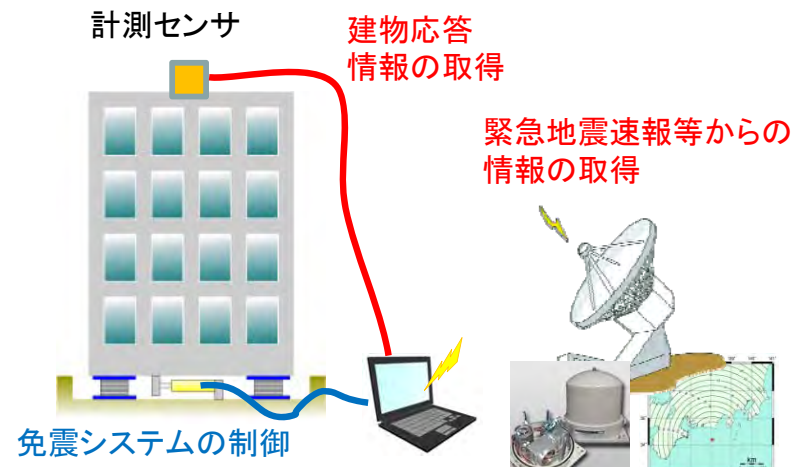 計測センサ
建物応答
情報の取得
緊急地震速報等からの
情報の取得
免震システムの制御
km